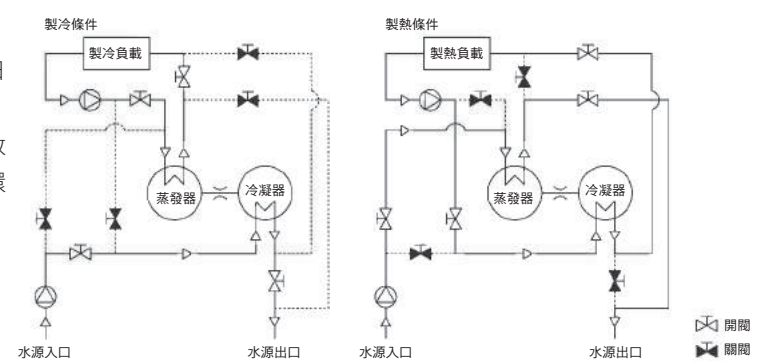 製冷條件
製冷負載
蒸發器
冷凝器
水源入口
水源出口
製熱條件
製熱負載
蒸發器
冷凝器
水源入口
水源出口
開閥
關閥